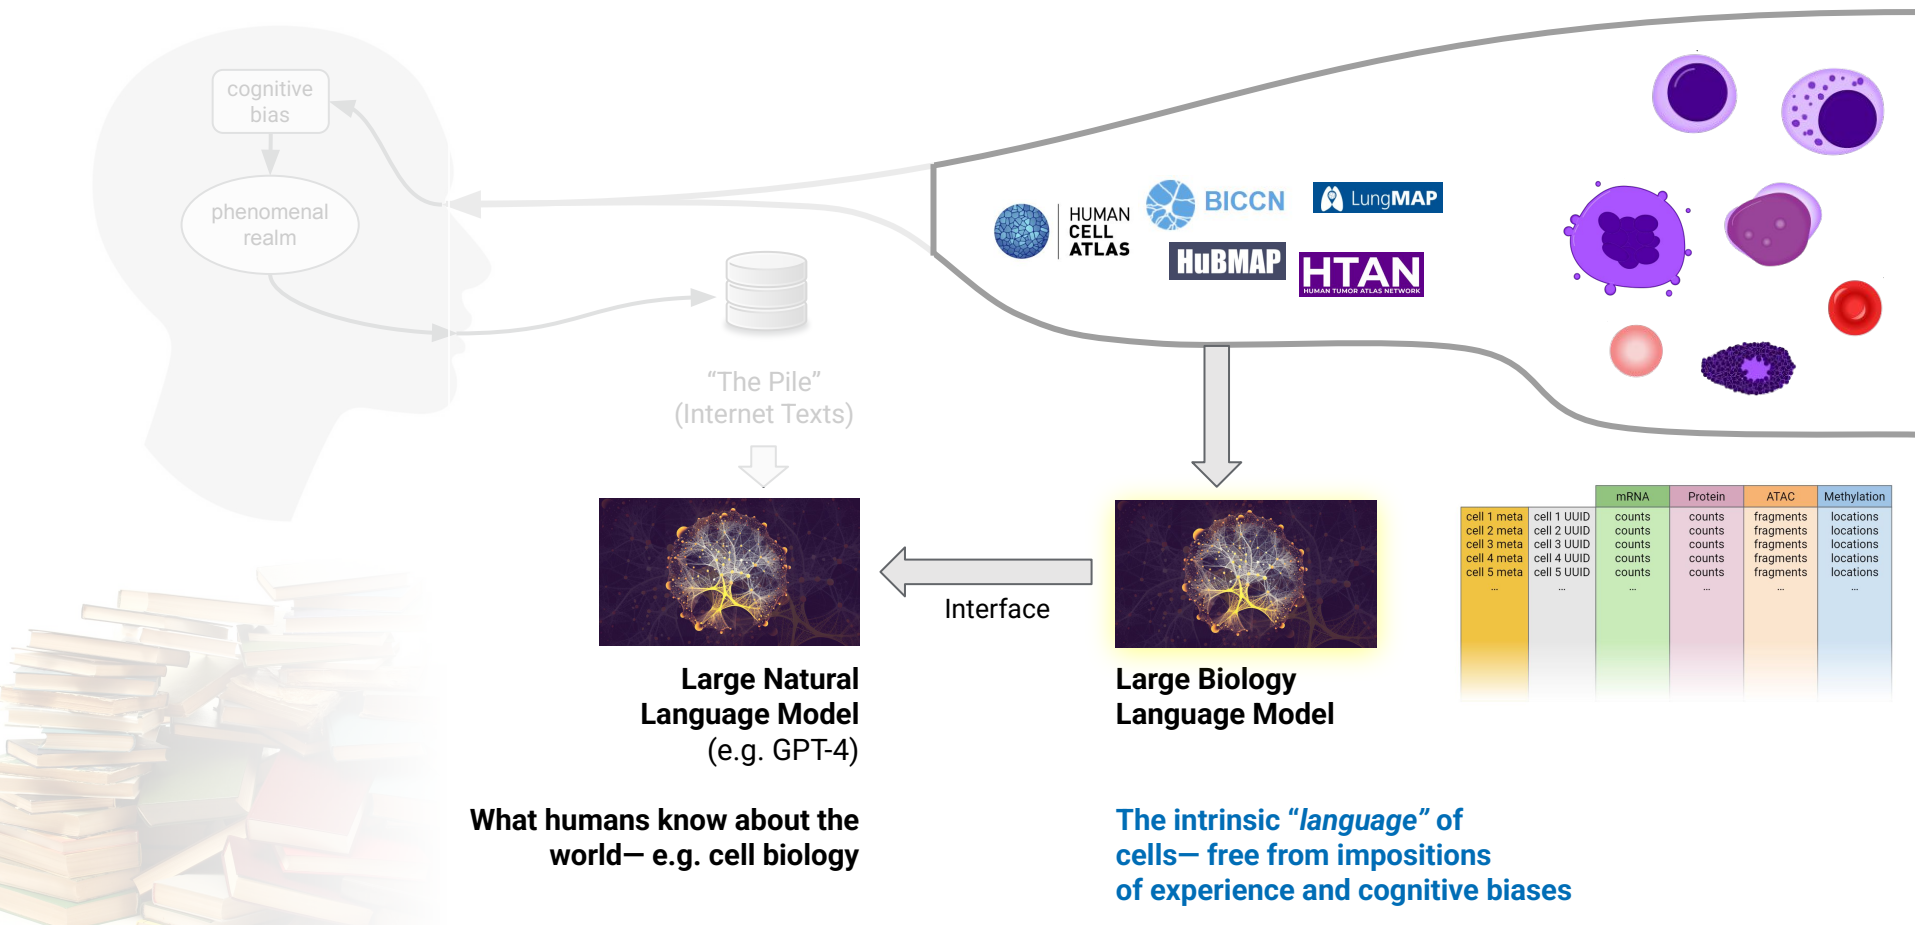 cognitive
bias
phenomenal
realm
“The Pile”
(Internet Texts)
HUMAN
CELL
ATLAS
BICCN
LungMAP
HuBMAP
HTAN
HUMAN TUMOR ATLAS NETWORK
Interface
Large Natural
Language Model
(e.g. GPT-4)
What humans know about the
world— e.g. cell biology
Large Biology
Language Model
The intrinsic “language” of
cells— free from impositions
of experience and cognitive biases
mRNA Protein ATAC Methylation
cell 1 meta cell 1 UUID counts counts fragments locations
cell 2 meta cell 2 UUID counts counts fragments locations
cell 3 meta cell 3 UUID counts counts fragments locations
cell 4 meta cell 4 UUID counts counts fragments locations
cell 5 meta cell 5 UUID counts counts fragments locations
... ... ... ... ... ...